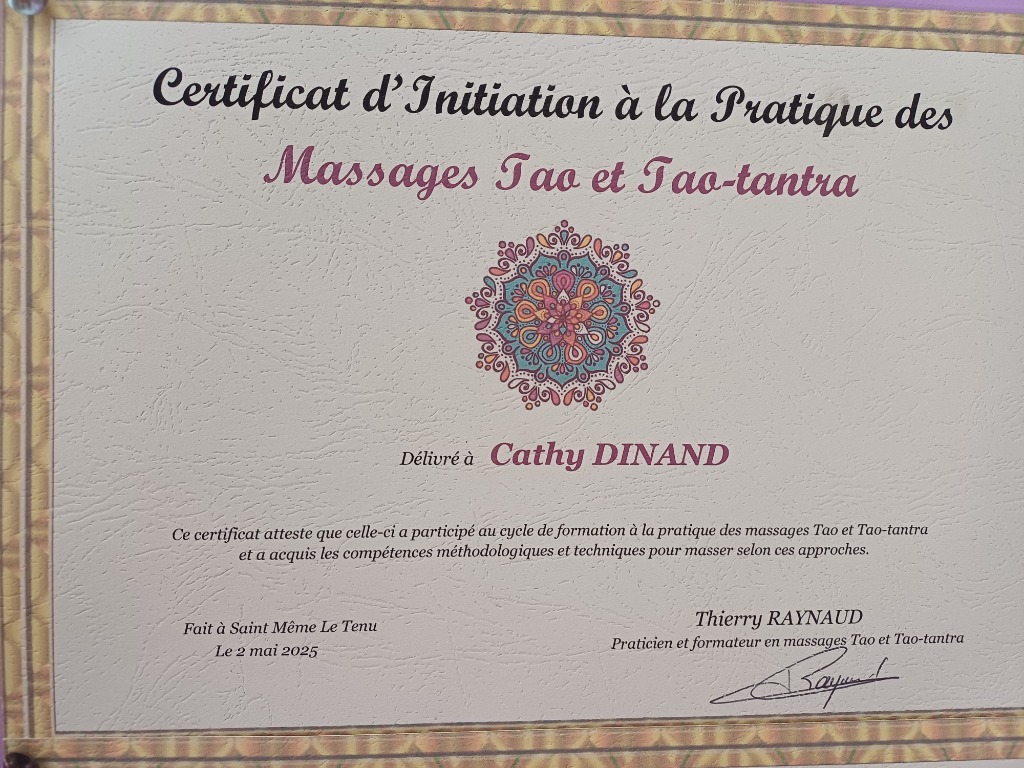 Certificat d'Initiation à la Pratique des
Massages Tao et Tao-tantra
Délivré à Cathy DINAND
Ce certificat atteste que celle-ci a participé au cycle de formation à la pratique des massages Tao et Tao-tantra
et a acquis les compétences méthodologiques et techniques pour masser selon ces approches.
Fait à Saint Même Le Tenu
Le 2 mai 2025
Thierry RAYNAUD
Praticien et formateur en massages Tao et Tao-tantra
Raynaud